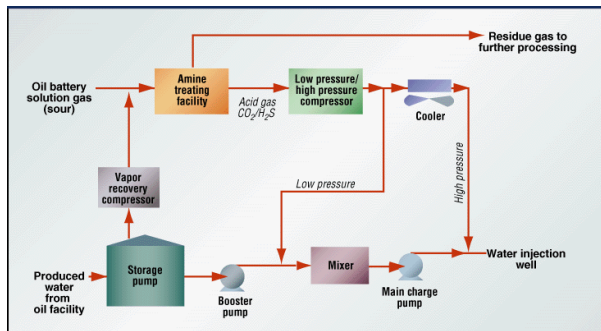 Residue gas to
further processing
Oil battery
solution gas
(sour)
Amine
treating
facility
Acid gas
CO₂/H₂S
Low pressure/
high pressure
compressor
Cooler
Vapor
recovery
compressor
Low pressure
High pressure
Produced
water from
oil facility
Storage
pump
Booster
pump
Mixer
Main charge
pump
Water injection
well